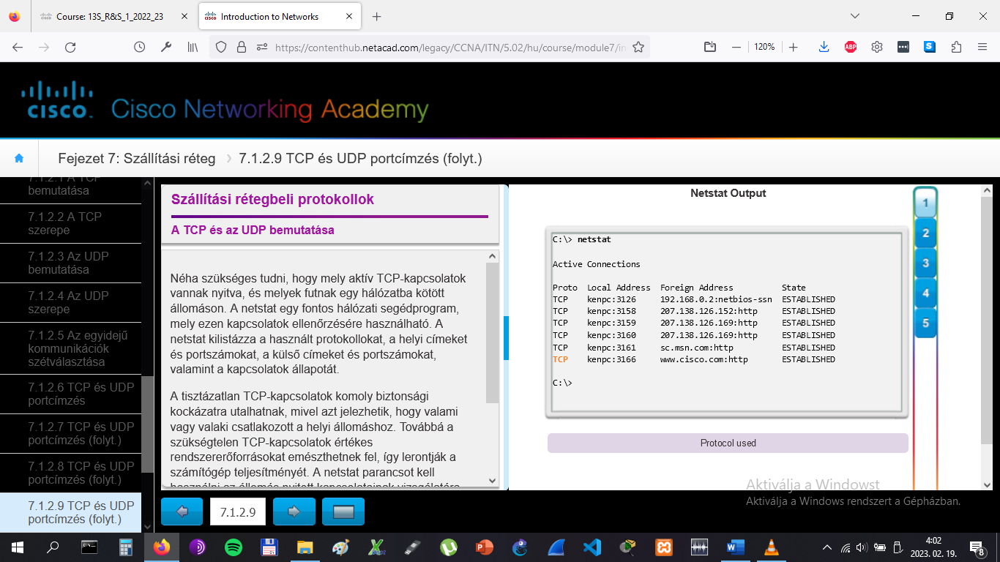 Course: 13S_R&S_1_2022_23
Introduction to Networks
https://contenthub.netacad.com/legacy/CCNA/ITN/5.02/hu/course/module7/in
120%
ABP
S
CISCO
Cisco Networking Academy
Fejezet 7: Szállítási réteg
7.1.2.9 TCP és UDP portcímzés (folyt.)
7.1.2.1 A TCP
bemutatása
7.1.2.2 A TCP
szerepe
7.1.2.3 Az UDP
bemutatása
7.1.2.4 Az UDP
szerepe
7.1.2.5 Az egyidejű
kommunikációk
szétválasztása
7.1.2.6 TCP és UDP
portcímzés
7.1.2.7 TCP és UDP
portcímzés (folyt.)
7.1.2.8 TCP és UDP
portcímzés (folyt.)
7.1.2.9 TCP és UDP
portcímzés (folyt.)
Szállítási rétegbeli protokollok
A TCP és az UDP bemutatása
Néha szükséges tudni, hogy mely aktív TCP-kapcsolatok
vannak nyitva, és melyek futnak egy hálózatba kötött
állomáson. A netstat egy fontos hálózati segédprogram,
mely ezen kapcsolatok ellenőrzésére használható. A
netstat kilistázza a használt protokollokat, a helyi címeket
és portszámokat, a külső címeket és portszámokat,
valamint a kapcsolatok állapotát.
A tisztázatlan TCP-kapcsolatok komoly biztonsági
kockázatra utalhatnak, mivel azt jelezhetik, hogy valami
vagy valaki csatlakozott a helyi állomáshoz. Továbbá a
szükségtelen TCP-kapcsolatok értékes
rendszererőforrásokat emészthetnek fel, így lerontják a
számítógép teljesítményét. A netstat parancsot kell
használni az állomás nyitott kapcsolatainak vizsgálatára,
7.1.2.9
Netstat Output
C:\> netstat
Active Connections
Proto Local Address Foreign Address State
TCP kenpc:3126 192.168.0.2:netbios-ssn ESTABLISHED
TCP kenpc:3158 207.138.126.152:http ESTABLISHED
TCP kenpc:3159 207.138.126.169:http ESTABLISHED
TCP kenpc:3160 207.138.126.169:http ESTABLISHED
TCP kenpc:3161 sc.msn.com:http ESTABLISHED
TCP kenpc:3166 www.cisco.com:http ESTABLISHED
C:\>
Protocol used
1
2
3
4
5
Aktiválja a Windowst
Aktiválja a Windows rendszert a Gépházban.
4:02
2023. 02. 19.
8